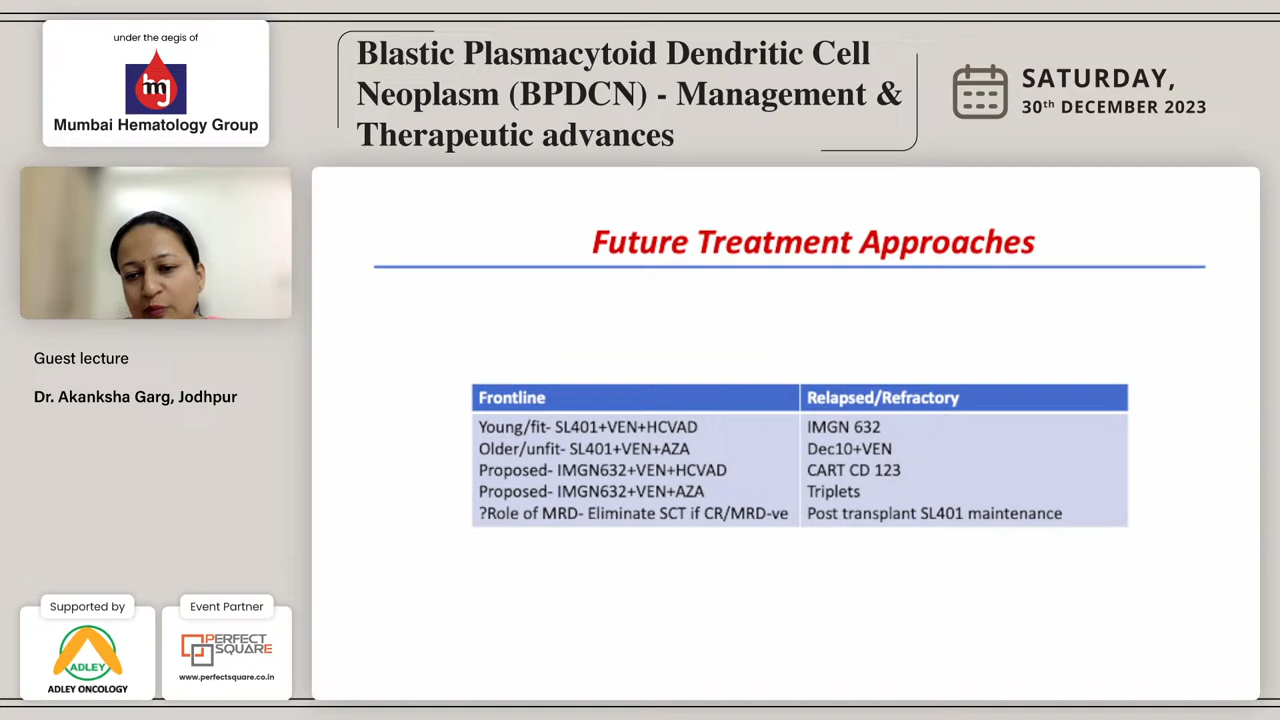 under the aegis of
hg
Mumbai Hematology Group
Blastic Plasmacytoid Dendritic Cell
Neoplasm (BPDCN) - Management &
Therapeutic advances
SATURDAY,
30th DECEMBER 2023
Guest lecture
Dr. Akanksha Garg, Jodhpur
Future Treatment Approaches
Frontline
Relapsed/Refractory
Young/fit- SL401+VEN+HCVAD
IMGN 632
Older/unfit- SL401+VEN+AZA
Dec10+VEN
Proposed- IMGN632+VEN+HCVAD
CART CD 123
Proposed- IMGN632+VEN+AZA
Triplets
?Role of MRD- Eliminate SCT if CR/MRD-ve
Post transplant SL401 maintenance
Supported by
ADLEY
ADLEY ONCOLOGY
Event Partner
PERFECT
SQUARE
www.perfectsquare.co.in